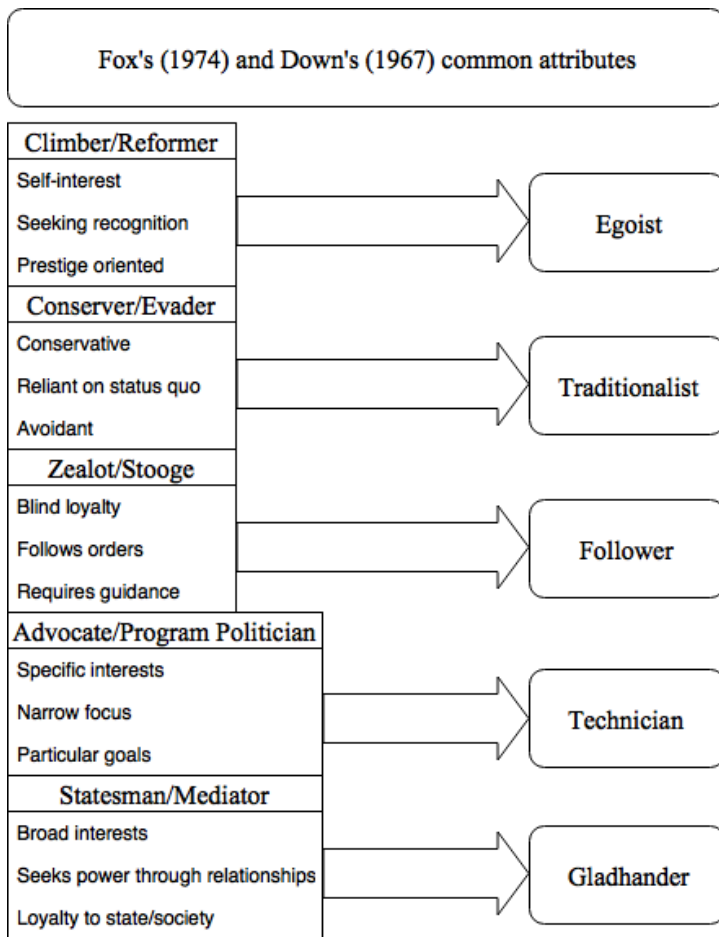 Fox's (1974) and Down's (1967) common attributes
Climber/Reformer
Self-interest
Seeking recognition
Prestige oriented
Egoist
Conserver/Evader
Conservative
Reliant on status quo
Avoidant
Traditionalist
Zealot/Stooge
Blind loyalty
Follows orders
Requires guidance
Follower
Advocate/Program Politician
Specific interests
Narrow focus
Particular goals
Technician
Statesman/Mediator
Broad interests
Seeks power through relationships
Loyalty to state/society
Gladhander